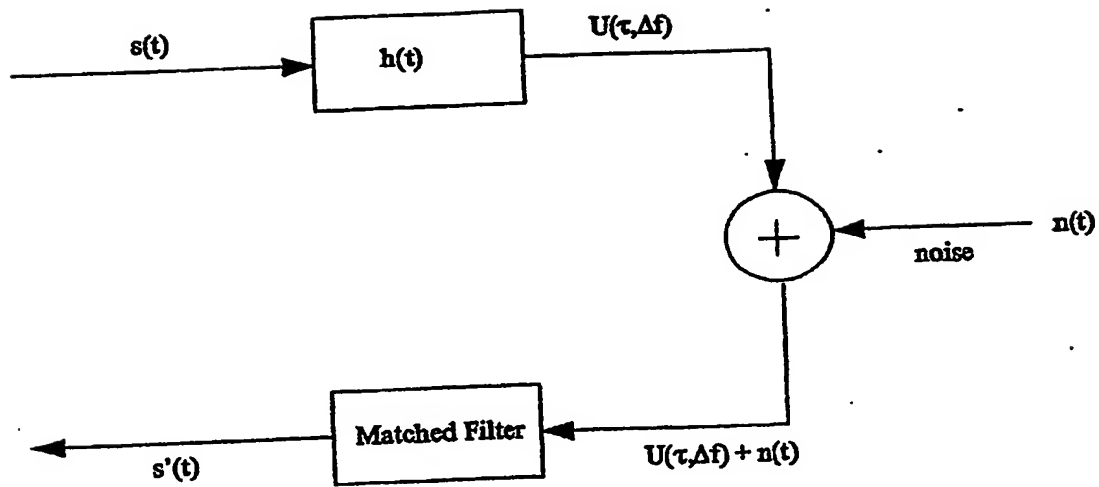 s(t)
h(t)
U(τ,Δf)
+
n(t)
noise
Matched Filter
s'(t)
U(τ,Δf) + n(t)